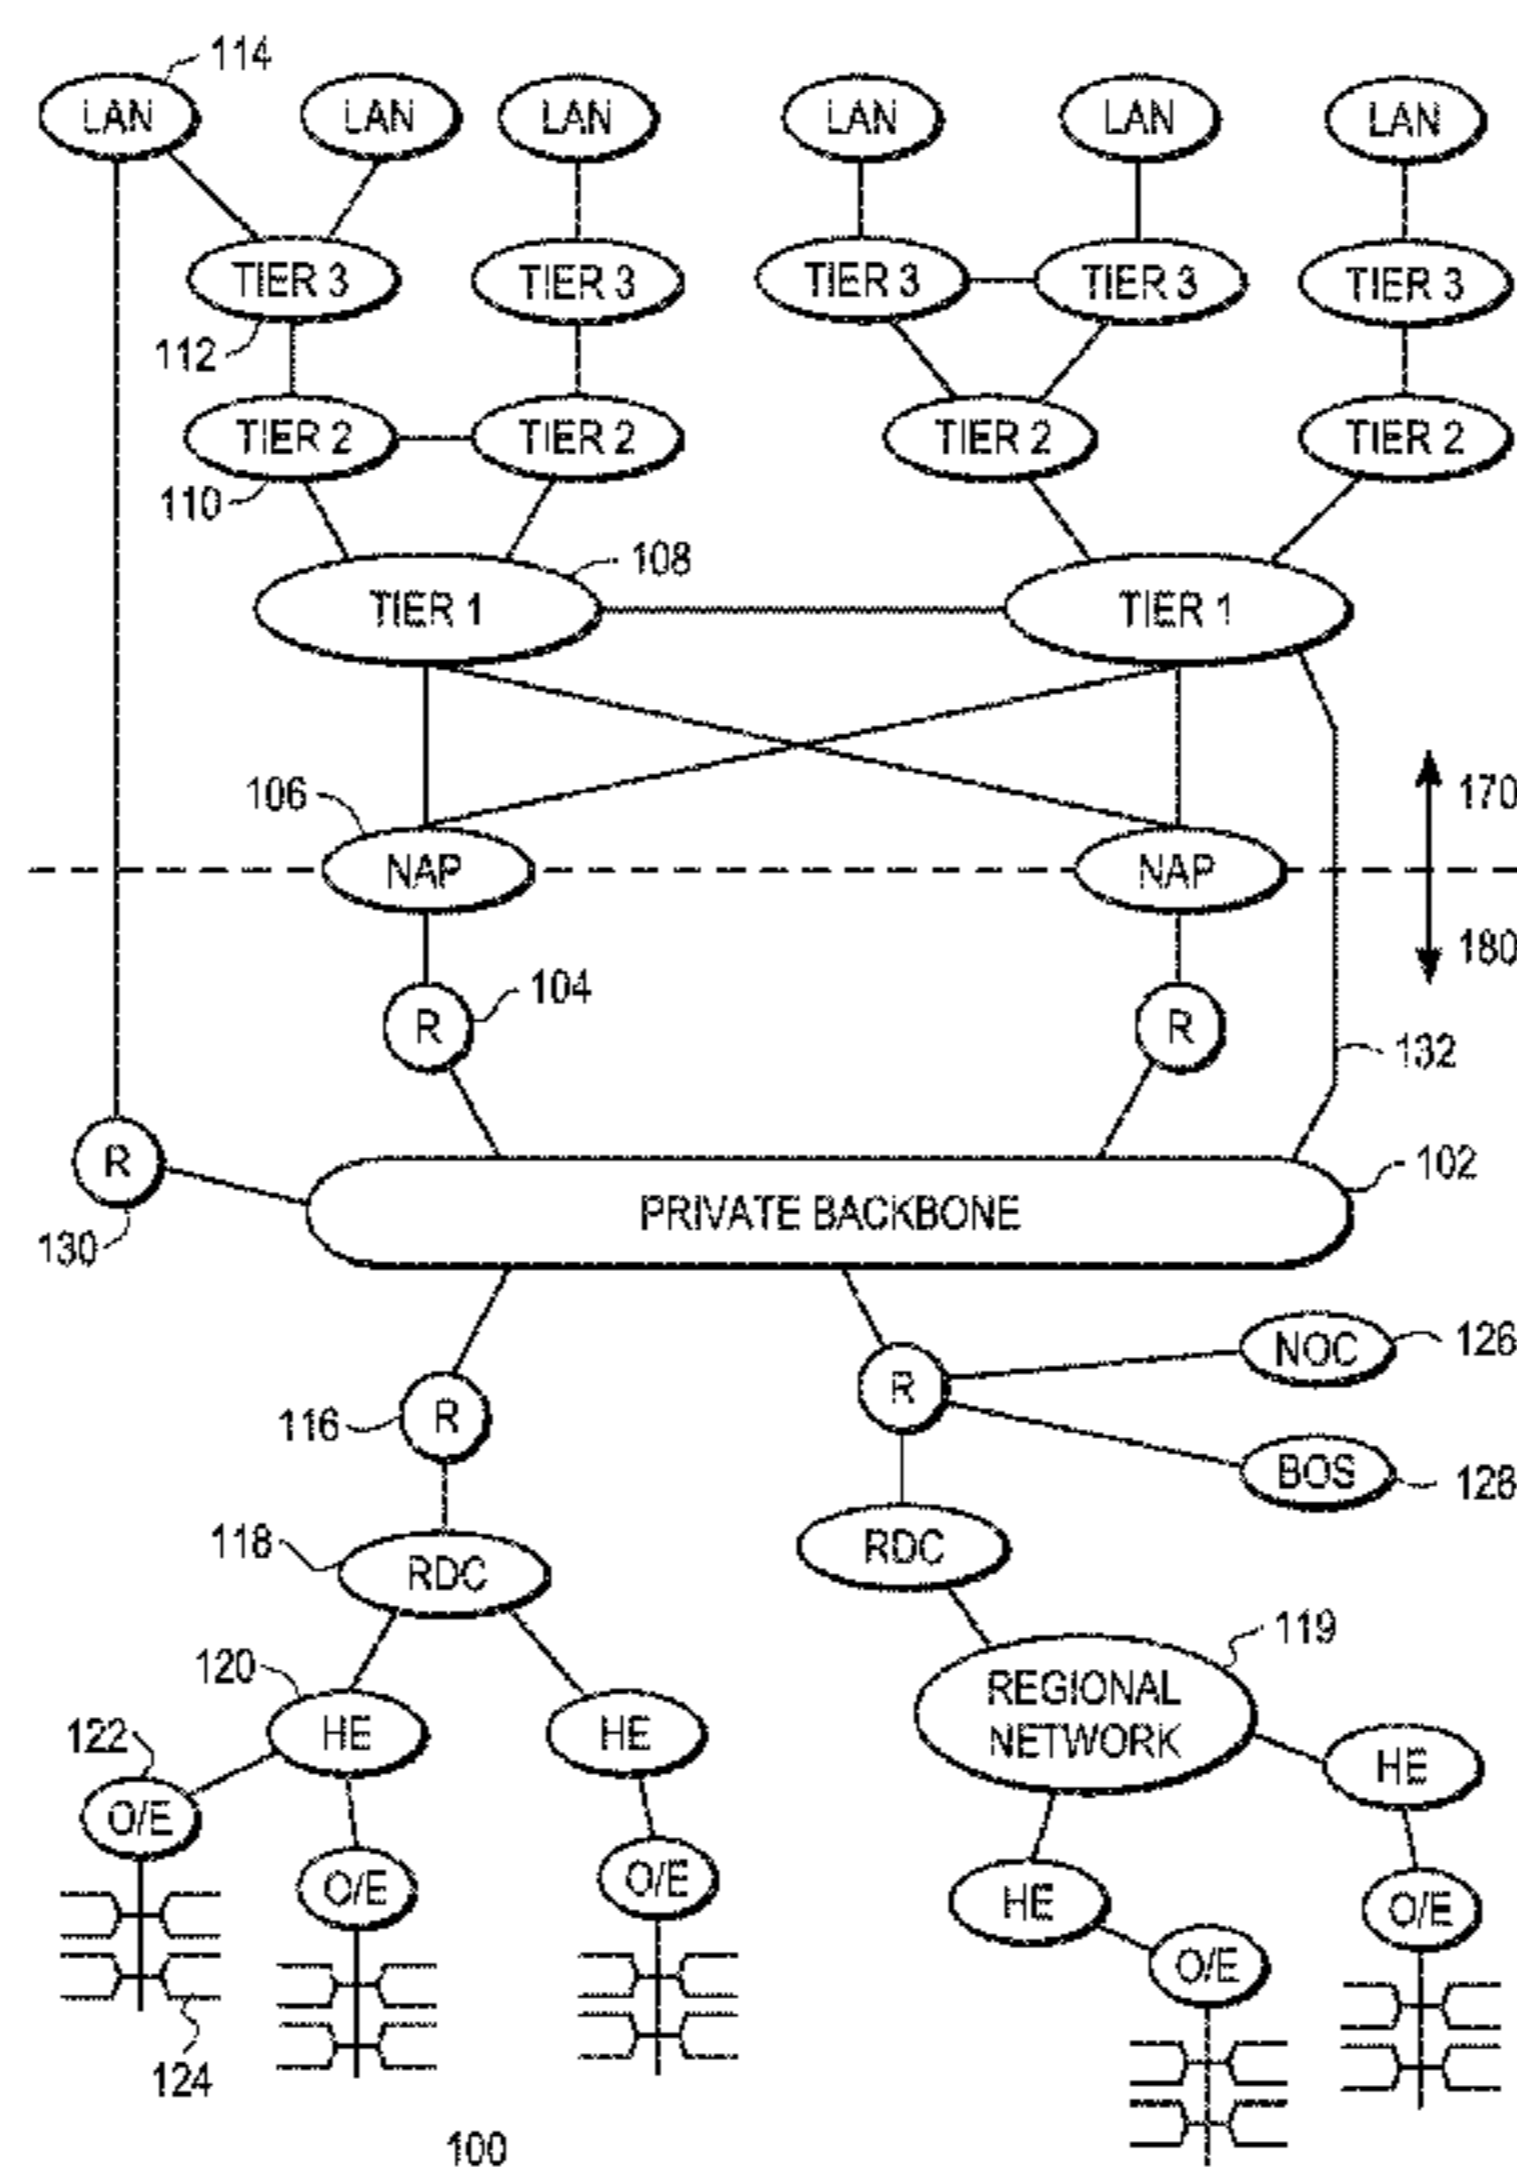 114
LAN LAN LAN LAN LAN LAN
TIER 3 TIER 3 TIER 3 TIER 3 TIER 3
112
TIER 2 TIER 2 TIER 2 TIER 2
110
108
TIER 1 TIER 1
106 170
NAP NAP
180
104
R R
132
R
102
PRIVATE BACKBONE
130
NOC 126
R
116 R
BOS 128
118
RDC
RDC
119
120
REGIONAL
NETWORK
122 HE HE
HE
O/E
O/E O/E
HE O/E
O/E
124
100